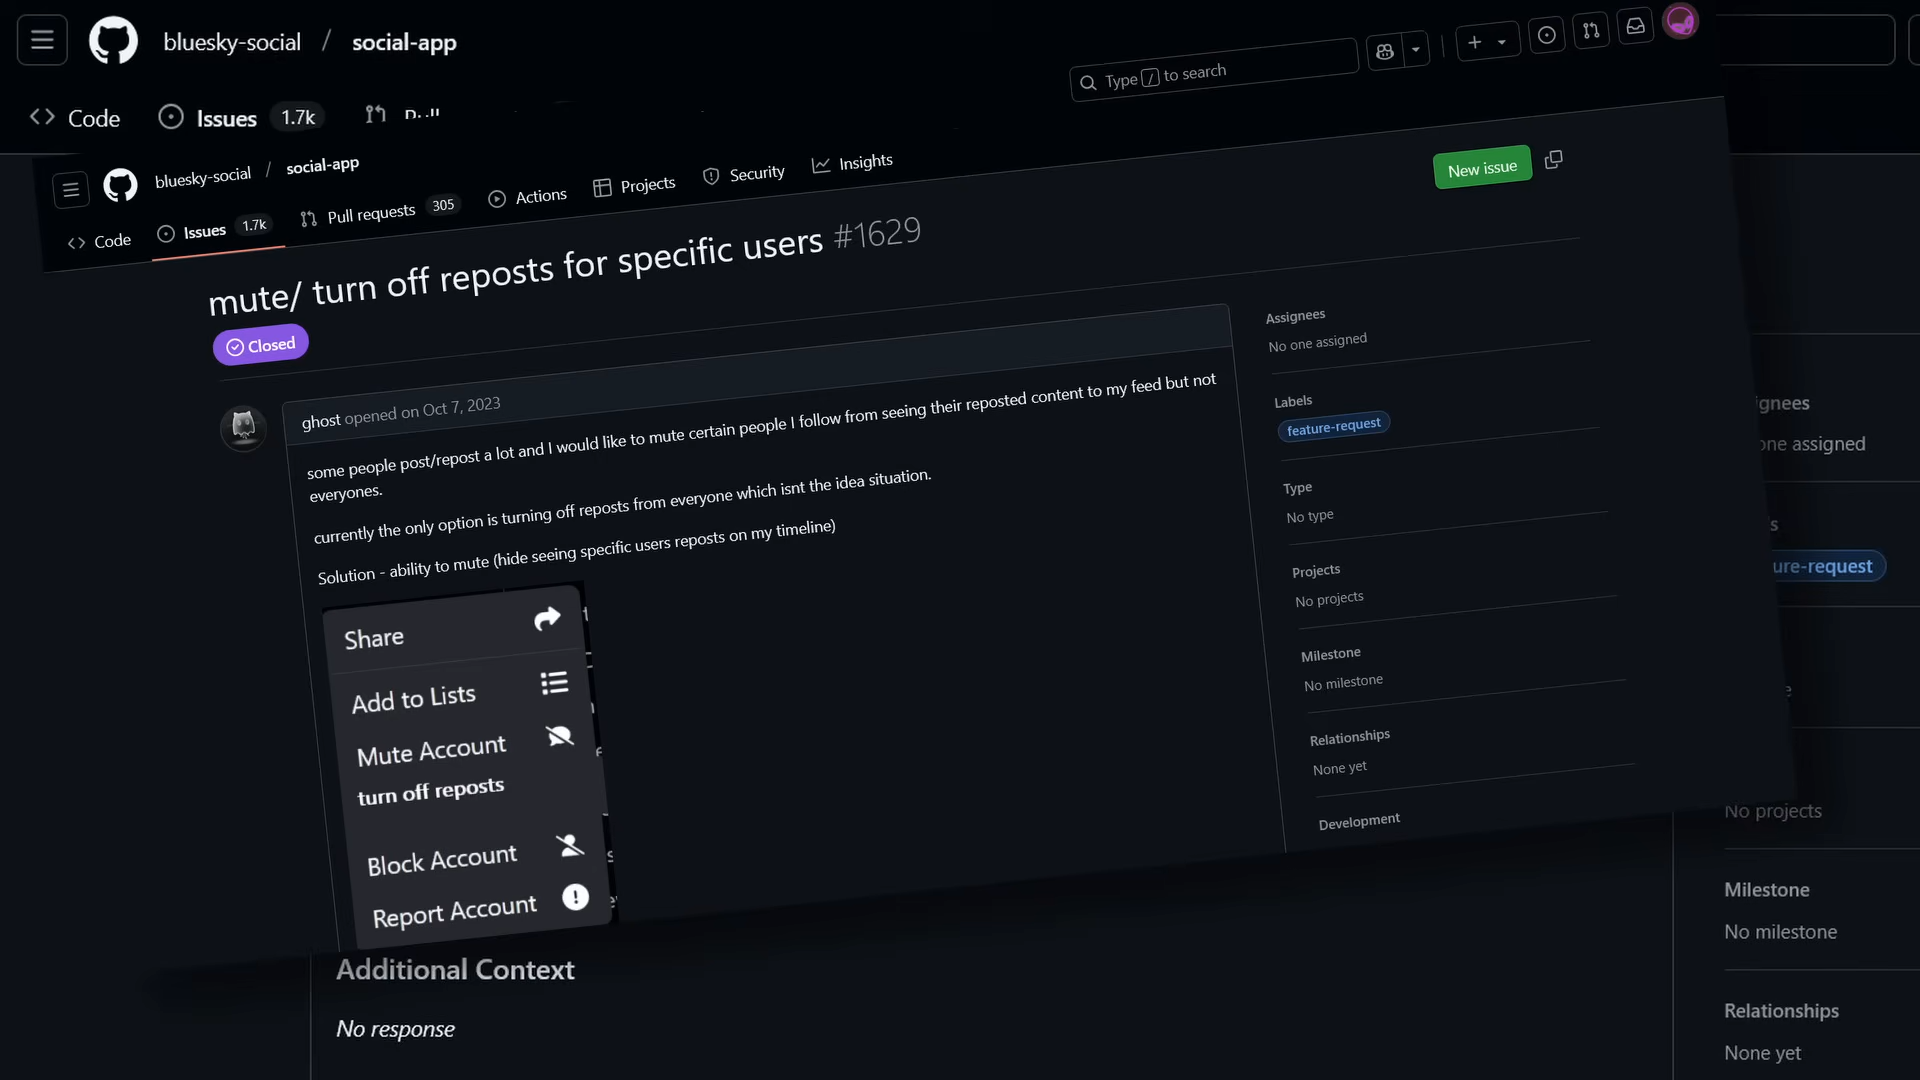 bluesky-social / social-app
Type / to search
Code
Issues 1.7k
bluesky-social / social-app
Code
Issues 1.7k
Pull requests 305
Actions
Projects
Security
Insights
New issue
mute/ turn off reposts for specific users #1629
Closed
ghost opened on Oct 7, 2023
some people post/repost a lot and I would like to mute certain people I follow from seeing their reposted content to my feed but not
everyones.
currently the only option is turning off reposts from everyone which isnt the idea situation.
Solution - ability to mute (hide seeing specific users reposts on my timeline)
Share
Add to Lists
Mute Account
turn off reposts
Block Account
Report Account
Assignees
No one assigned
Labels
feature-request
Type
No type
Projects
No projects
Milestone
No milestone
Relationships
None yet
Development
Additional Context
No response
assigned
No projects
Milestone
No milestone
Relationships
None yet